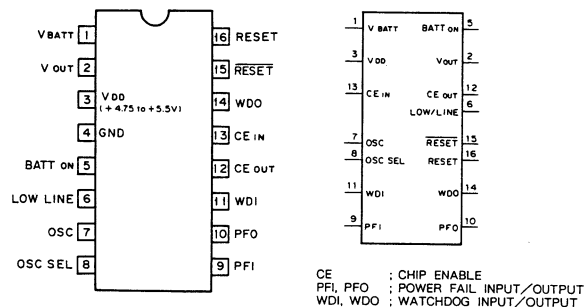 V BATT 1
16 RESET
V OUT 2
15 RESET
3 VDD
(+4.75 to +5.5V)
14 WDO
4 GND
13 CE IN
BATT ON 5
12 CE OUT
LOW LINE 6
11 WDI
OSC 7
10 PFO
OSC SEL 8
9 PFI
1 V BATT BATT ON 5
3 VDD VOUT 2
13 CE IN CE OUT 12
LOW/LINE 6
7 OSC RESET 15
8 OSC SEL RESET 16
11 WDI WDO 14
9 PFI PFO 10
CE ; CHIP ENABLE
PFI, PFO ; POWER FAIL INPUT/OUTPUT
WDI, WDO ; WATCHDOG INPUT/OUTPUT